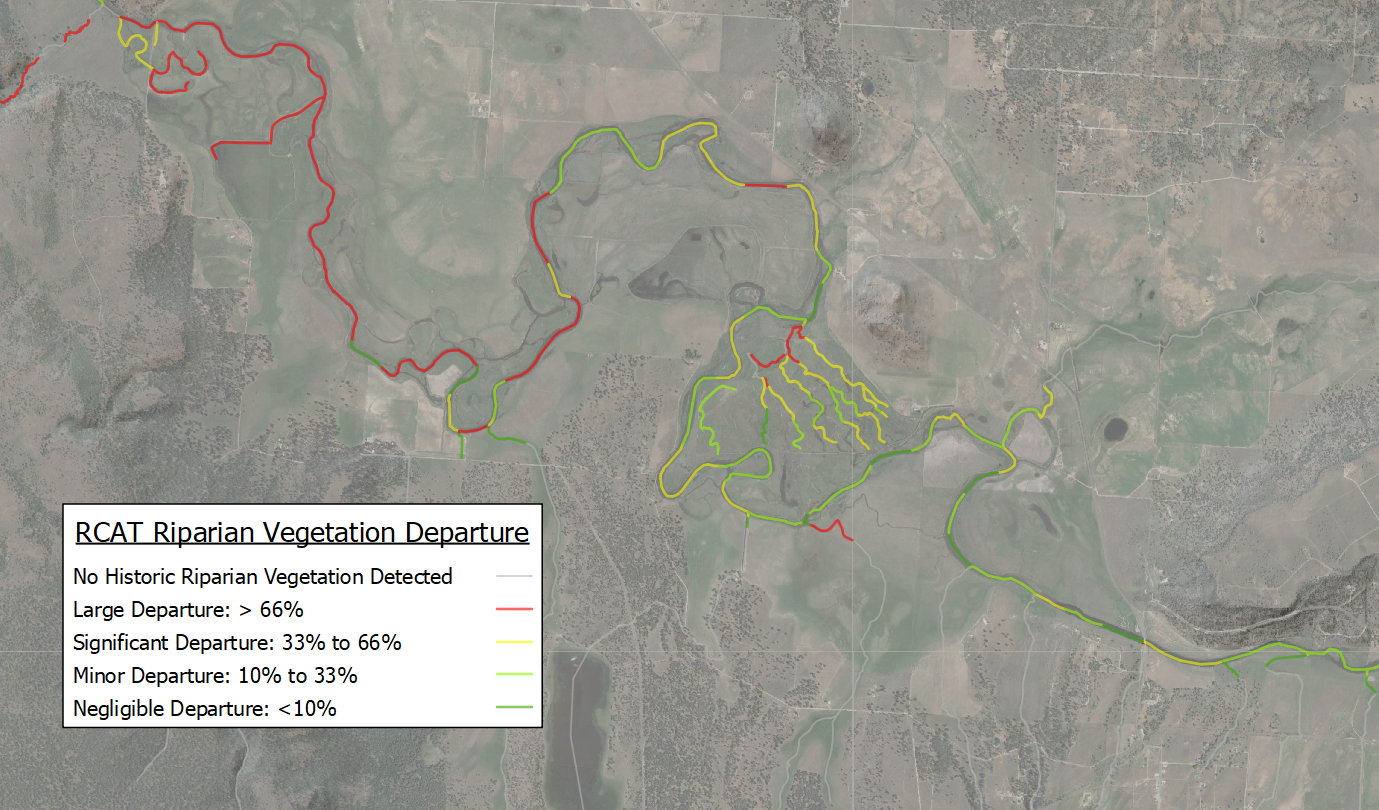 RCAT Riparian Vegetation Departure
No Historic Riparian Vegetation Detected
Large Departure: > 66%
Significant Departure: 33% to 66%
Minor Departure: 10% to 33%
Negligible Departure: <10%